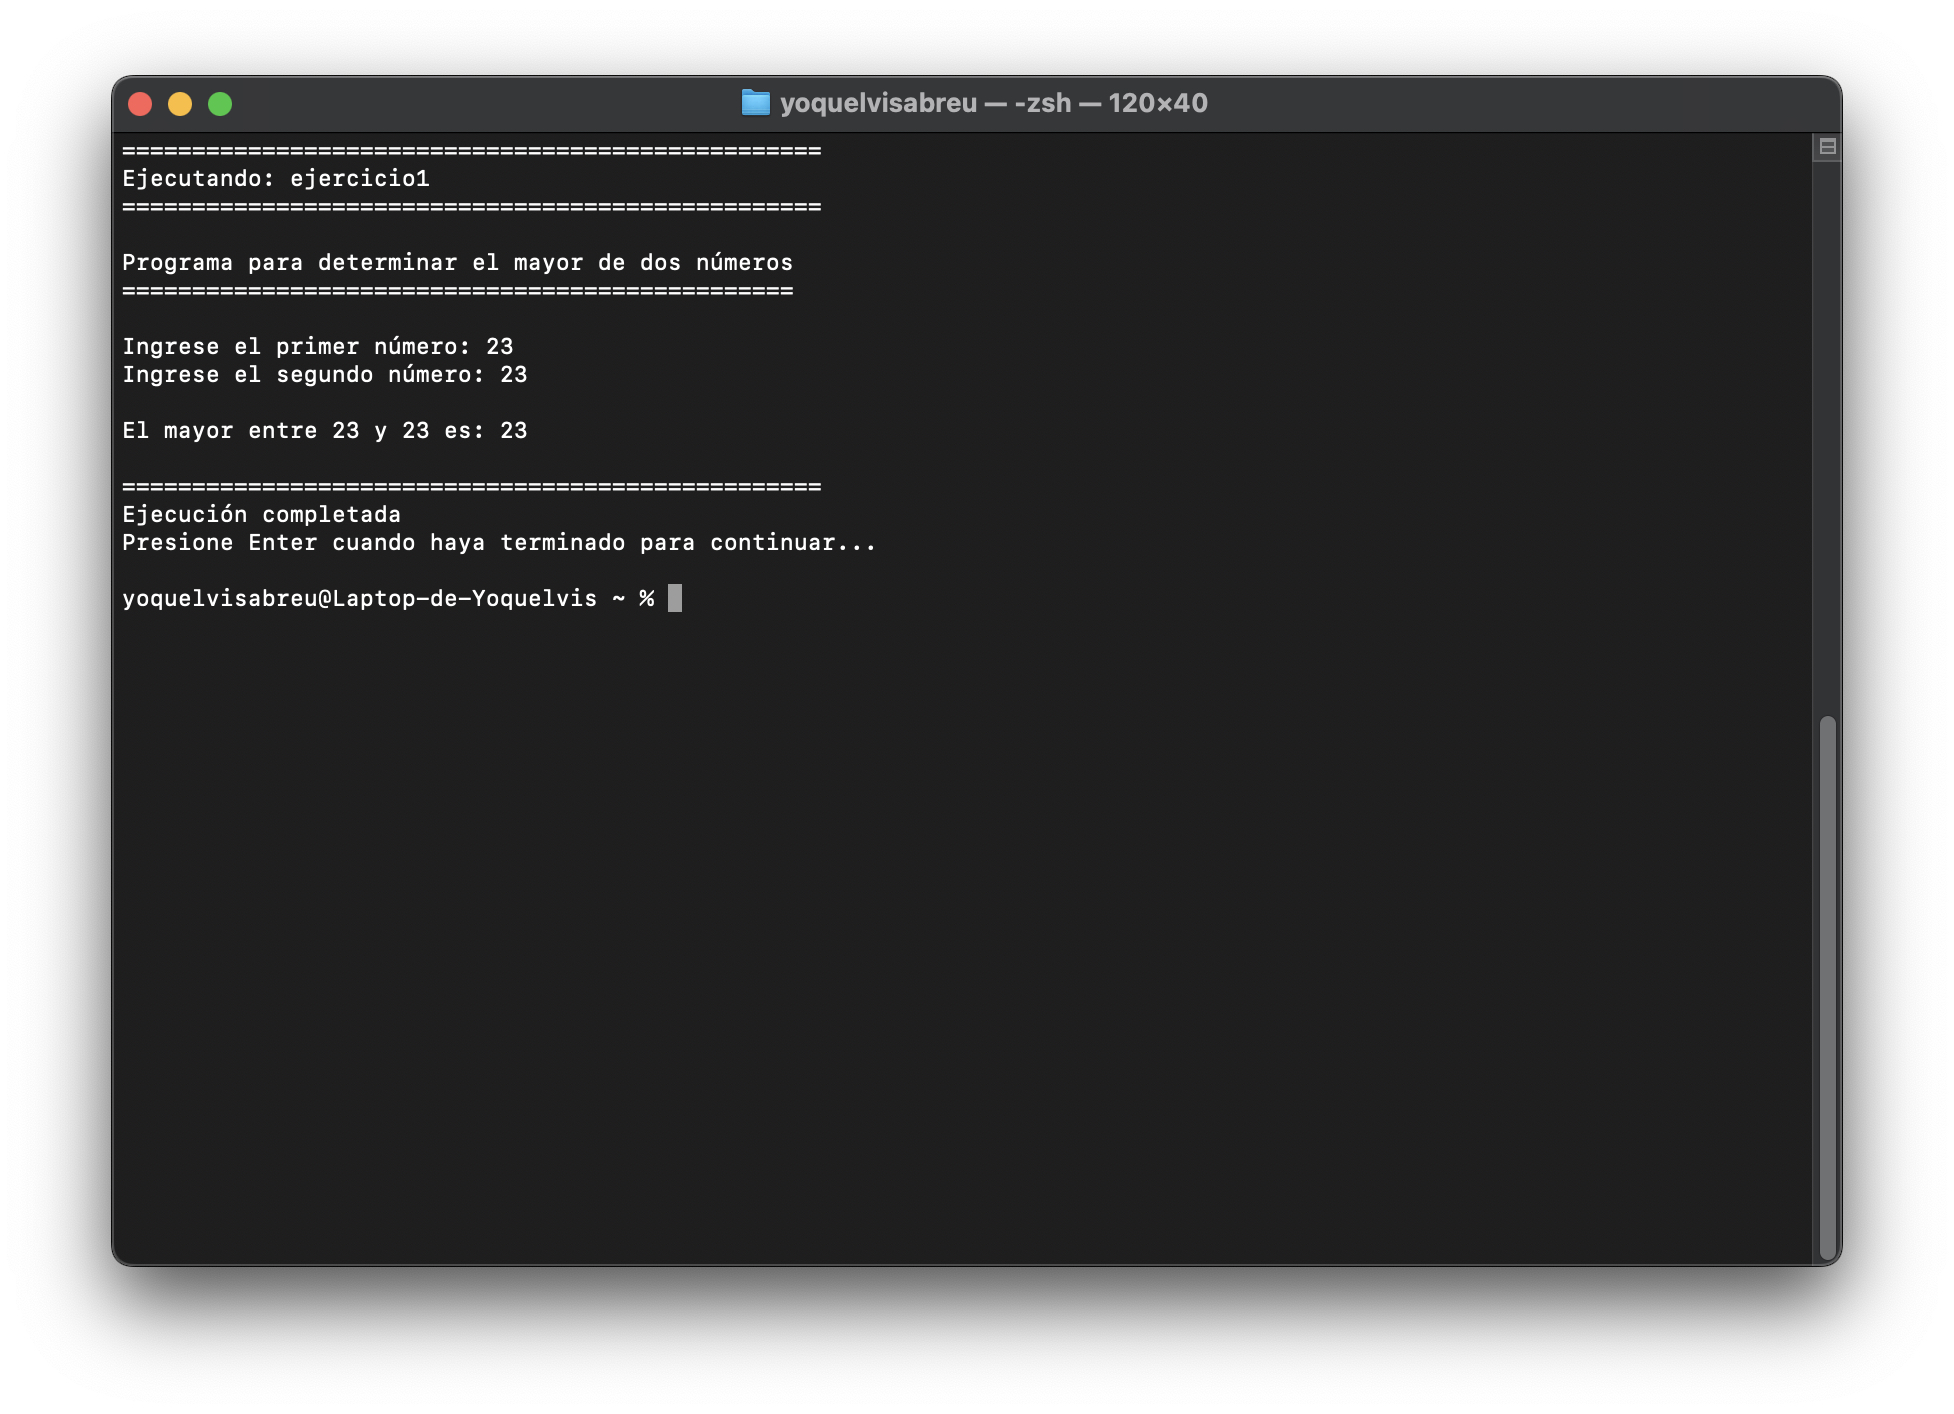 yoquelvisabreu — -zsh — 120×40
==================================================
Ejecutando: ejercicio1
==================================================
Programa para determinar el mayor de dos números
================================================
Ingrese el primer número: 23
Ingrese el segundo número: 23
El mayor entre 23 y 23 es: 23
==================================================
Ejecución completada
Presione Enter cuando haya terminado para continuar...
yoquelvisabreu@Laptop-de-Yoquelvis ~ %